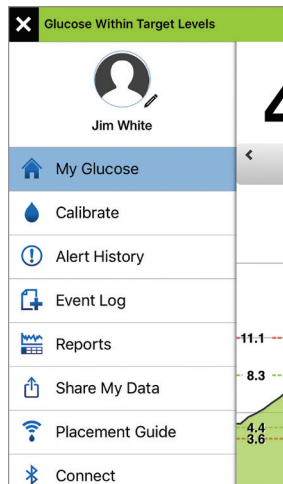 Glucose Within Target Levels
Jim White
My Glucose
Calibrate
Alert History
Event Log
Reports
11.1
Share My Data
8.3
Placement Guide
4.4
3.6
Connect